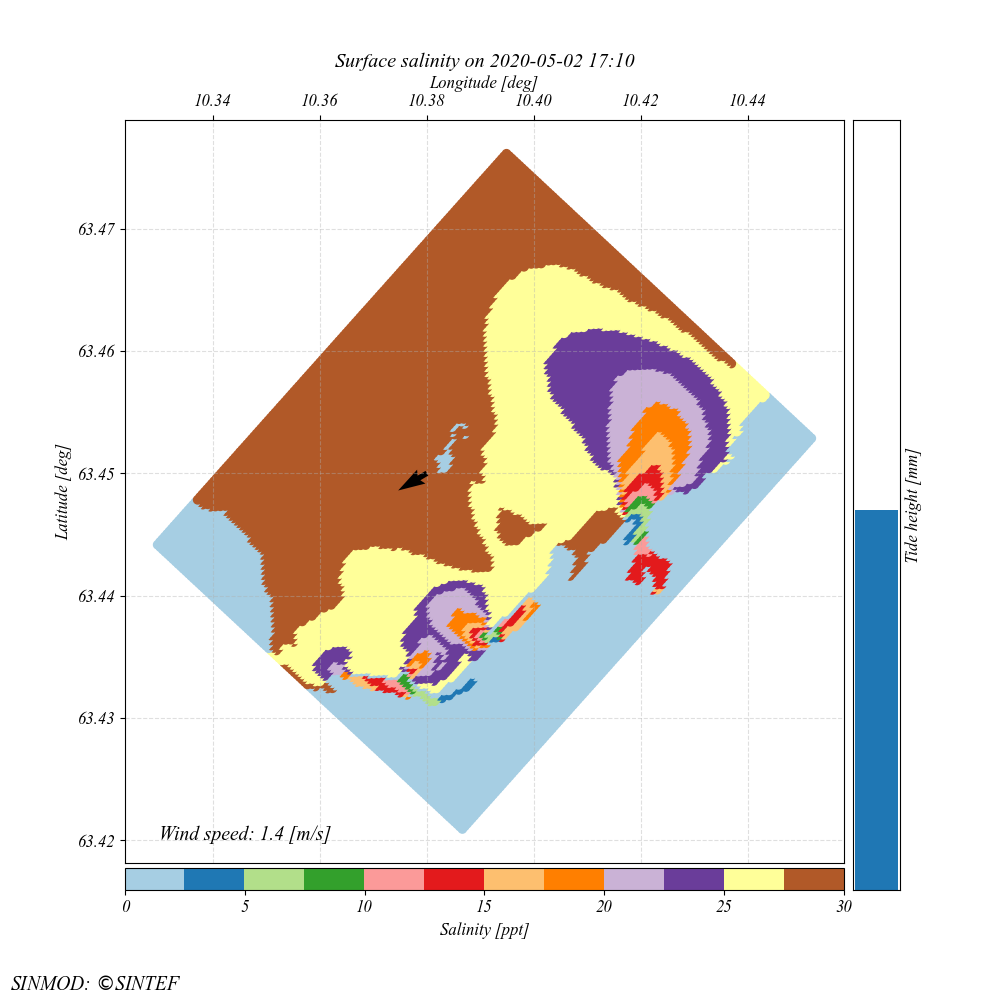 Surface salinity on 2020-05-02 17:10
Longitude [deg]
10.34 10.36 10.38 10.40 10.42 10.44
63.47
63.46
63.45
63.44
63.43
63.42
Latitude [deg]
Tide height [mm]
Wind speed: 1.4 [m/s]
0 5 10 15 20 25 30
Salinity [ppt]
SINMOD: ©SINTEF